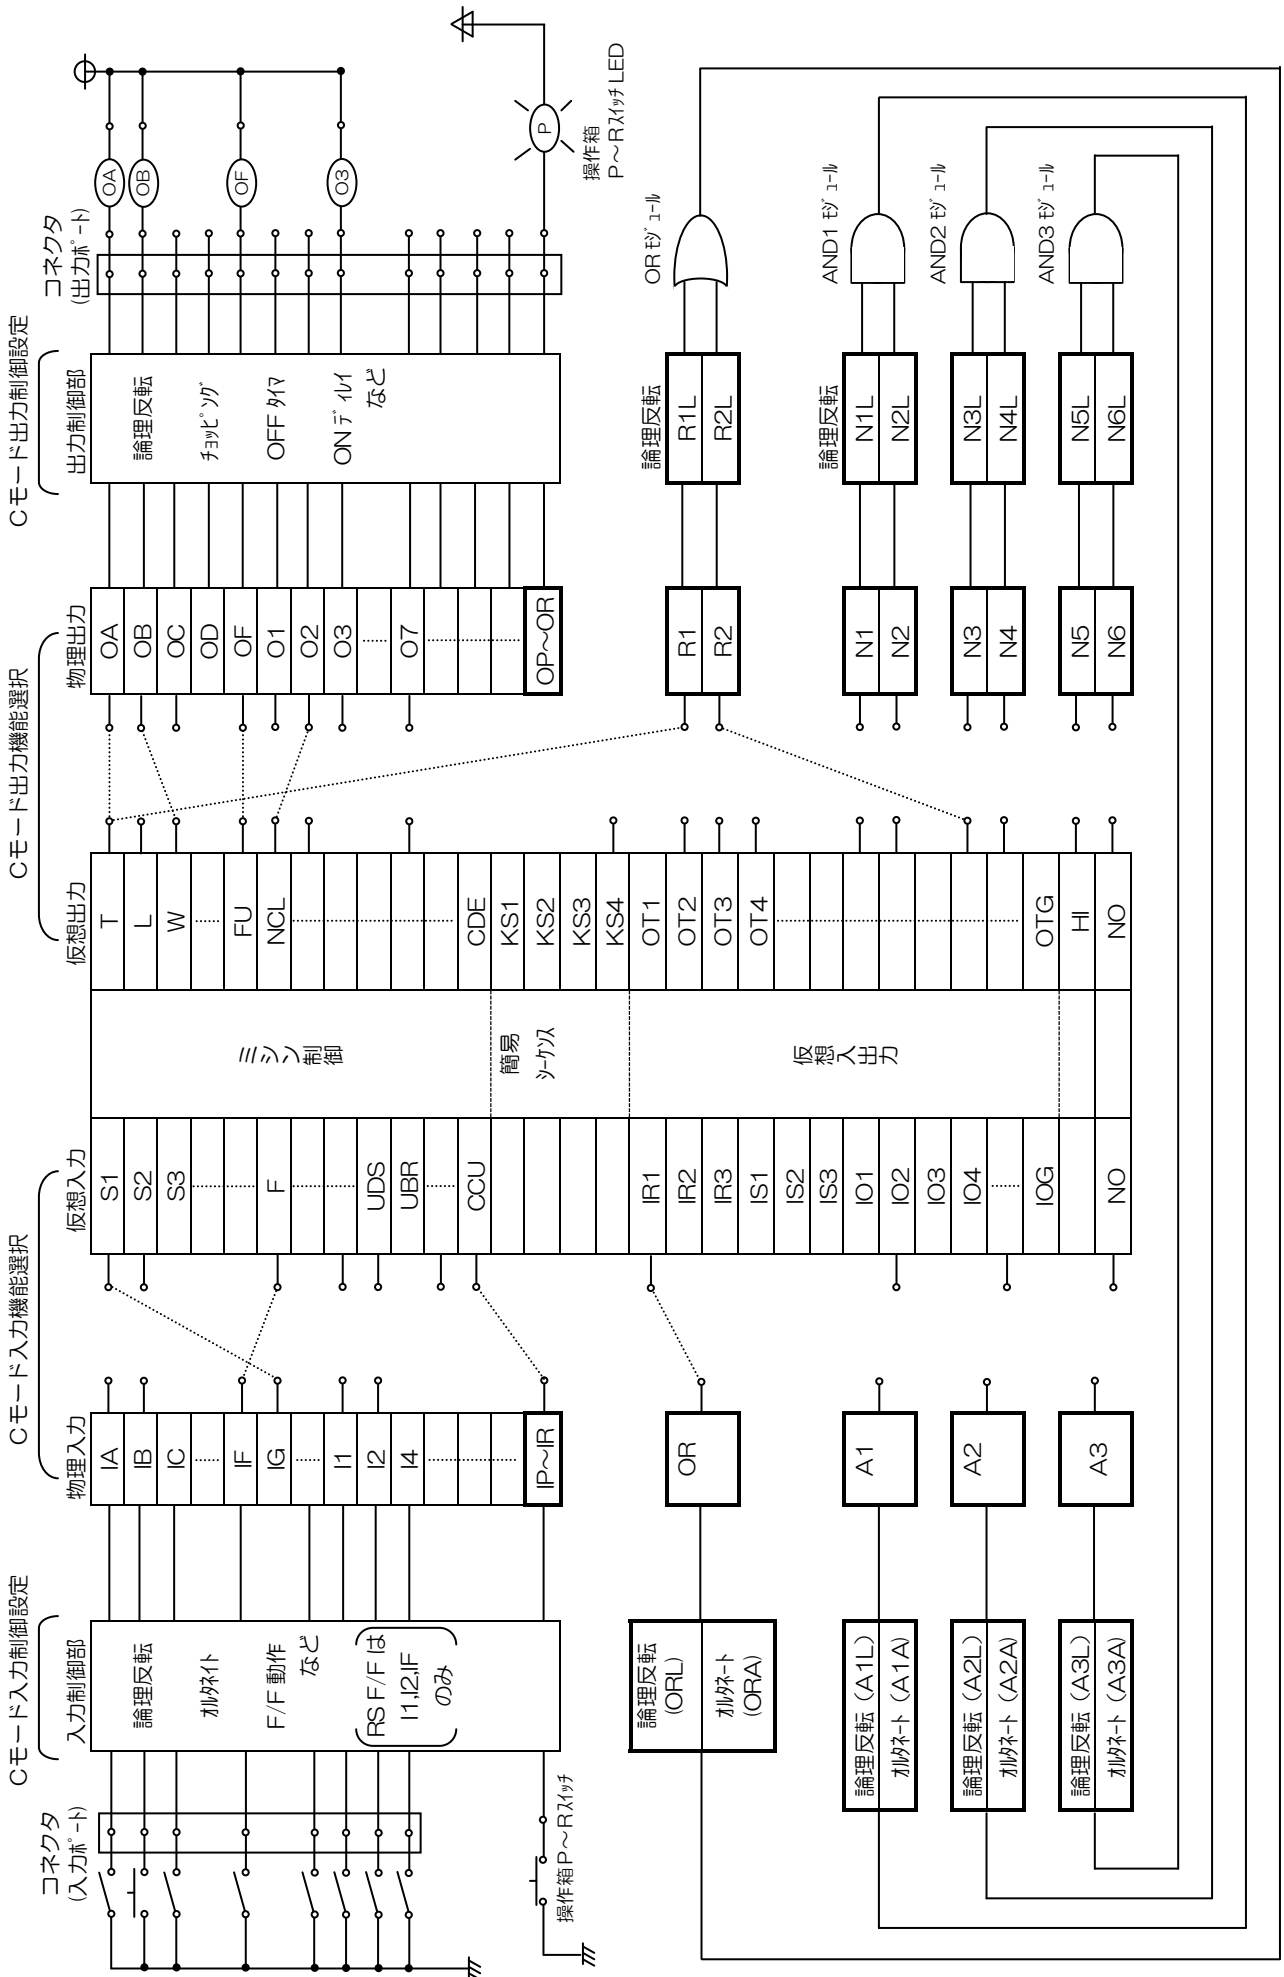 Cモード入力制御設定
Cモード入力機能選択
Cモード出力機能選択
Cモード出力制御設定
コネクタ
(入力ポート)
入力制御部
論理反転
オルタネイト
F/F 動作
など
RS F/F は
I1,I2,IF
のみ
操作箱P～Rスイッチ
物理入力
IA
IB
IC
IF
IG
I1
I2
I4
IP～IR
仮想入力
S1
S2
S3
F
UDS
UBR
CCU
IR1
IR2
IR3
IS1
IS2
IS3
IO1
IO2
IO3
IO4
IOG
NO
ミシン制御
簡易
シーケンス
仮想入出力
仮想出力
T
L
W
FU
NCL
CDE
KS1
KS2
KS3
KS4
OT1
OT2
OT3
OT4
OTG
HI
NO
物理出力
OA
OB
OC
OD
OF
O1
O2
O3
O7
OP～OR
出力制御部
論理反転
チョッピング
OFF タイマ
ON ディレイ
など
コネクタ
(出力ポート)
OA
OB
OF
O3
P
操作箱
P～RスイッチLED
論理反転
(ORL)
オルタネート
(ORA)
OR
R1
R2
論理反転
R1L
R2L
OR モジュール
論理反転 (A1L)
オルタネート (A1A)
A1
N1
N2
論理反転
N1L
N2L
AND1 モジュール
論理反転 (A2L)
オルタネート (A2A)
A2
N3
N4
N3L
N4L
AND2 モジュール
論理反転 (A3L)
オルタネート (A3A)
A3
N5
N6
N5L
N6L
AND3 モジュール